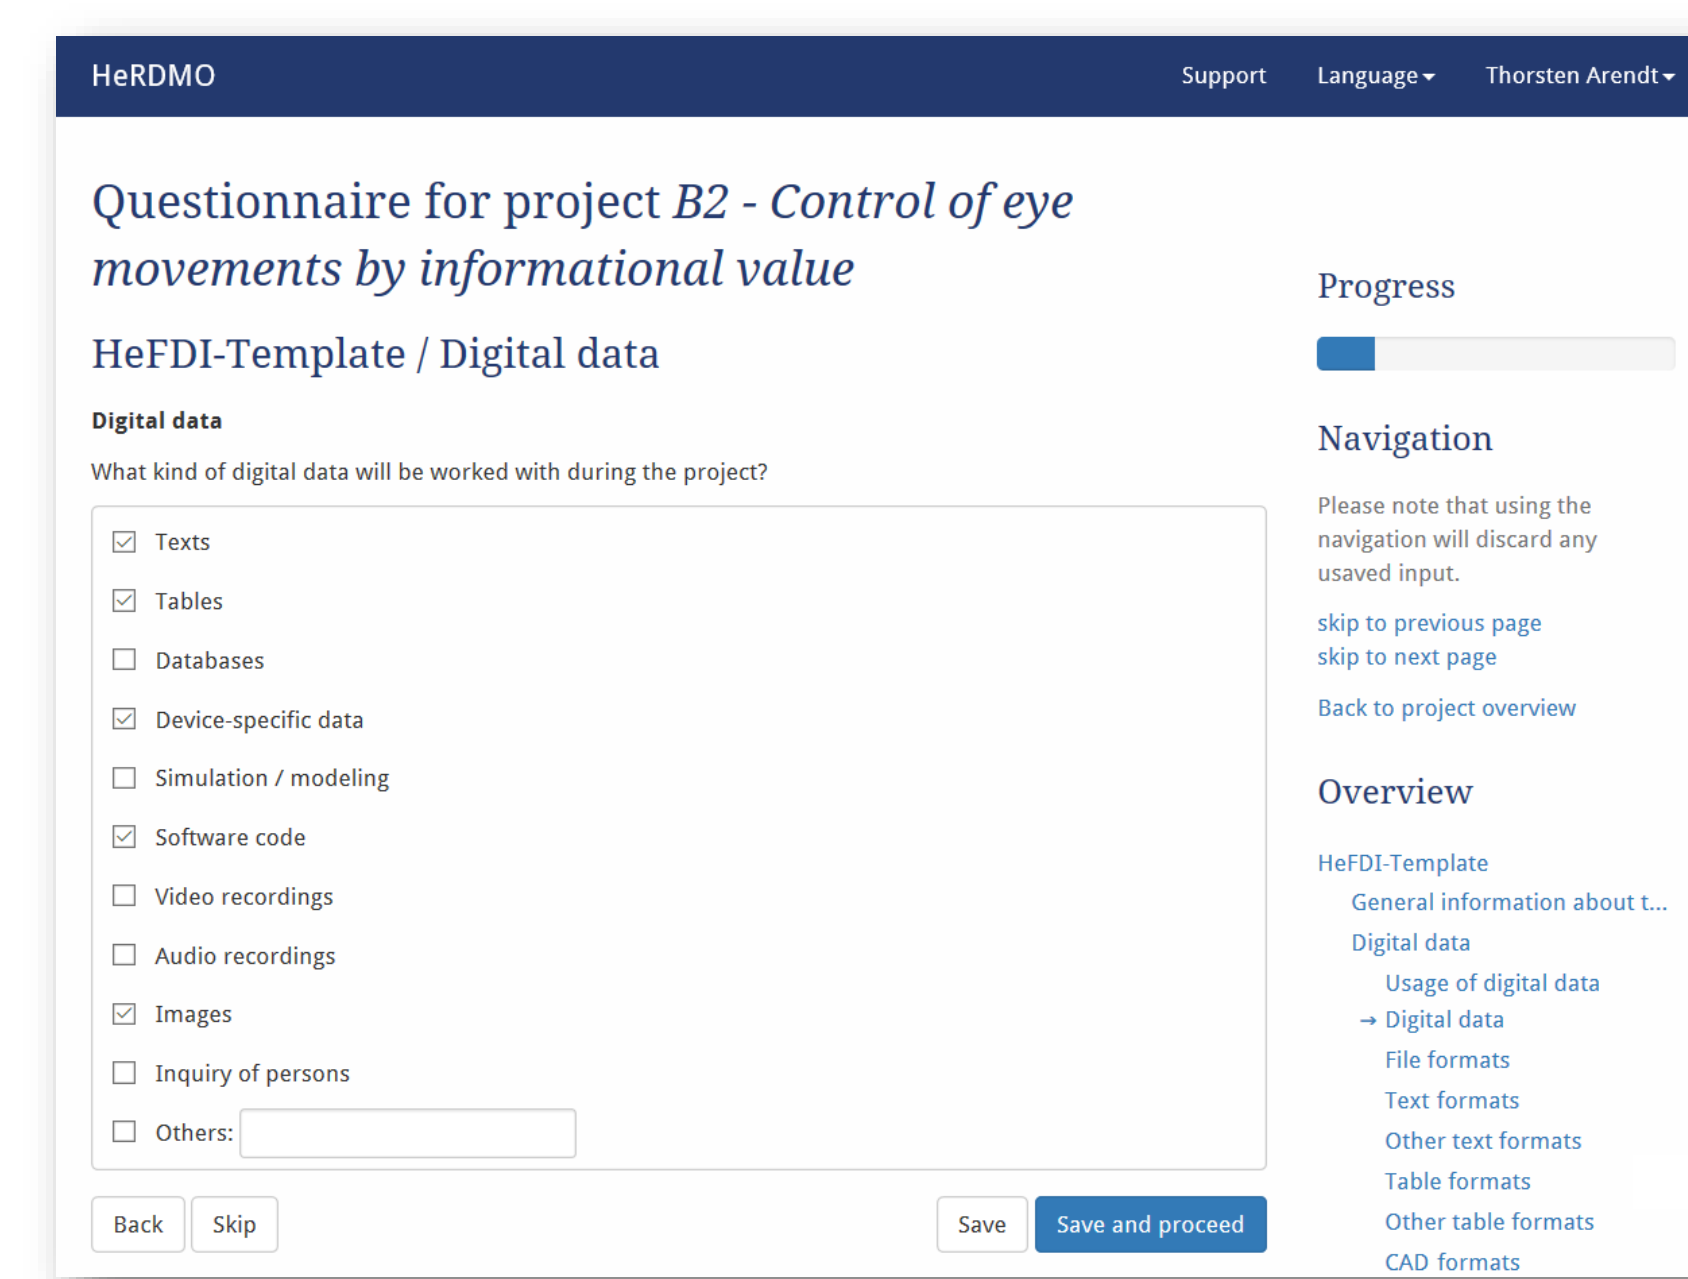 HeRDMO
Support Language Thorsten Arendt
Questionnaire for project B2 - Control of eye
movements by informational value
HeFDI-Template / Digital data
Digital data
What kind of digital data will be worked with during the project?
Texts
Tables
Databases
Device-specific data
Simulation / modeling
Software code
Video recordings
Audio recordings
Images
Inquiry of persons
Others:
Back Skip Save Save and proceed
Progress
Navigation
Please note that using the
navigation will discard any
usaved input.
skip to previous page
skip to next page
Back to project overview
Overview
HeFDI-Template
General information about t...
Digital data
Usage of digital data
→ Digital data
File formats
Text formats
Other text formats
Table formats
Other table formats
CAD formats